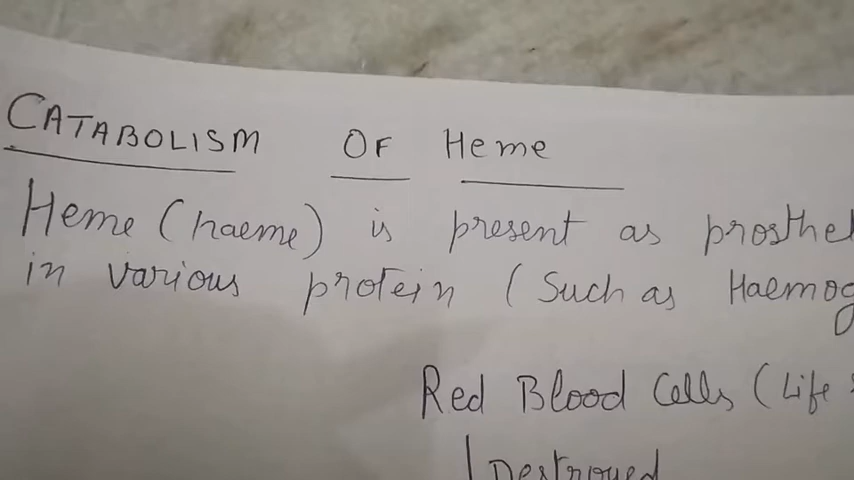 CATABOLISM OF Heme
Heme (haeme) is present as prosthe
in various protein (Such as Haemog
Red Blood Cells (Life
Destroyed